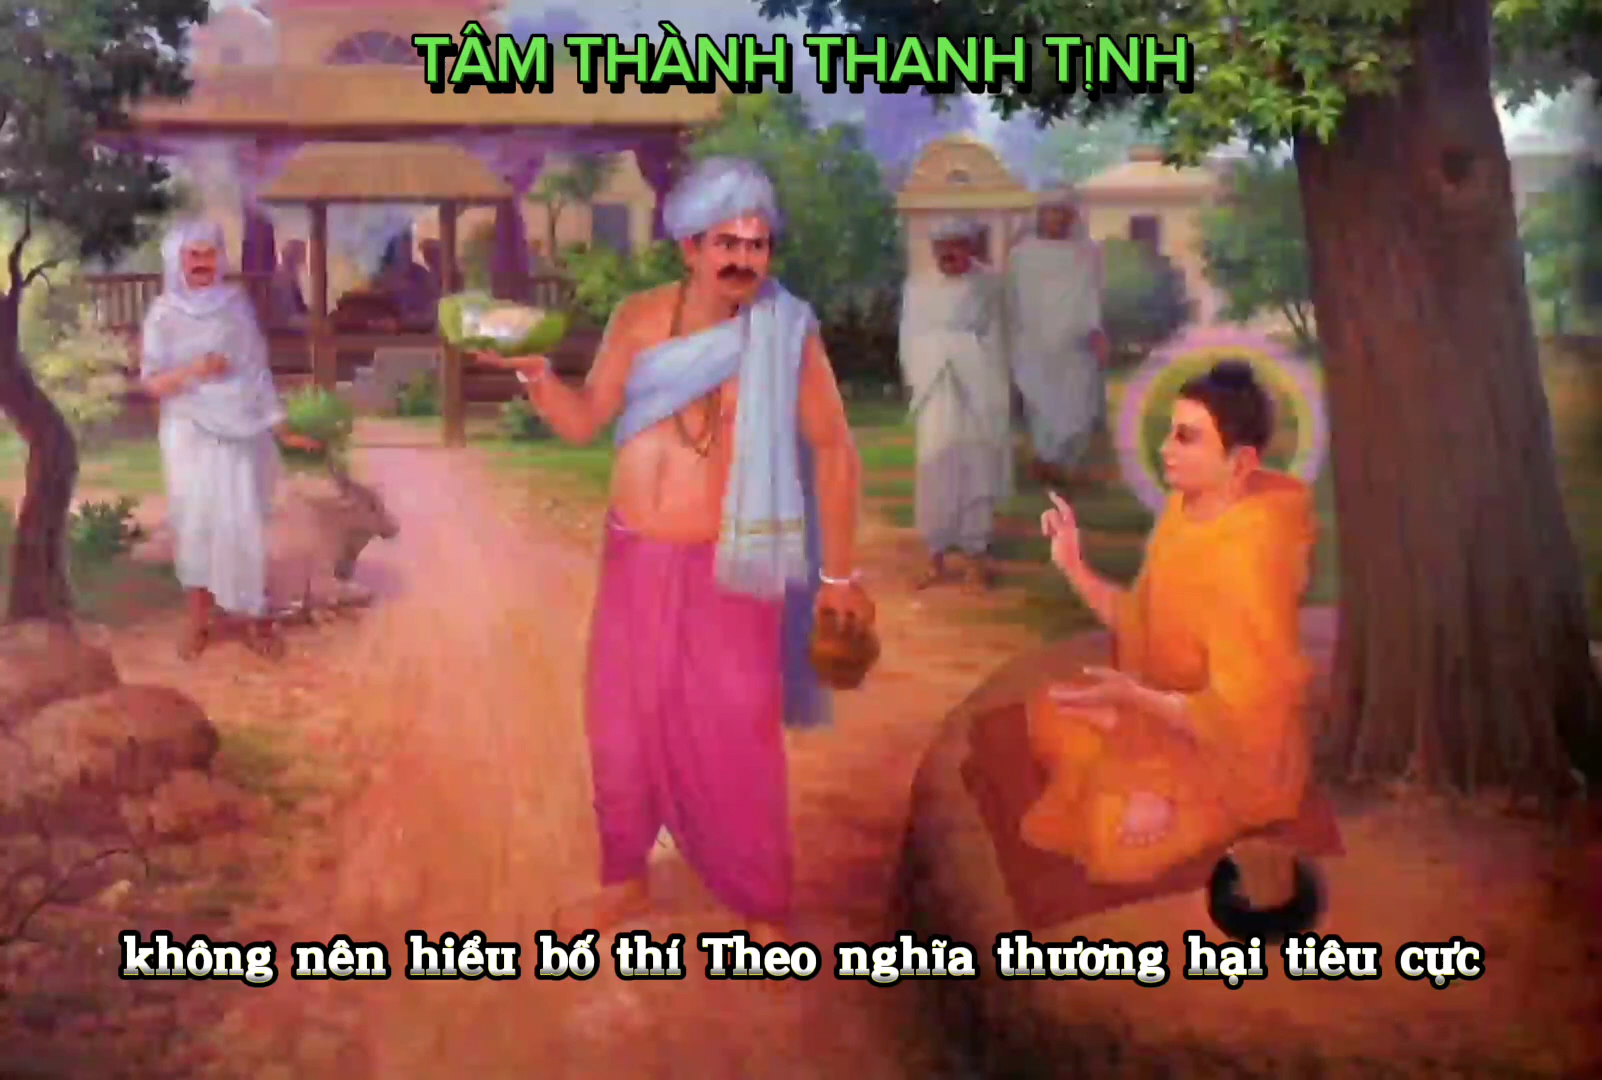 TÂM THÀNH THANH TỊNH
không nên hiểu bố thí Theo nghĩa thương hại tiêu cực